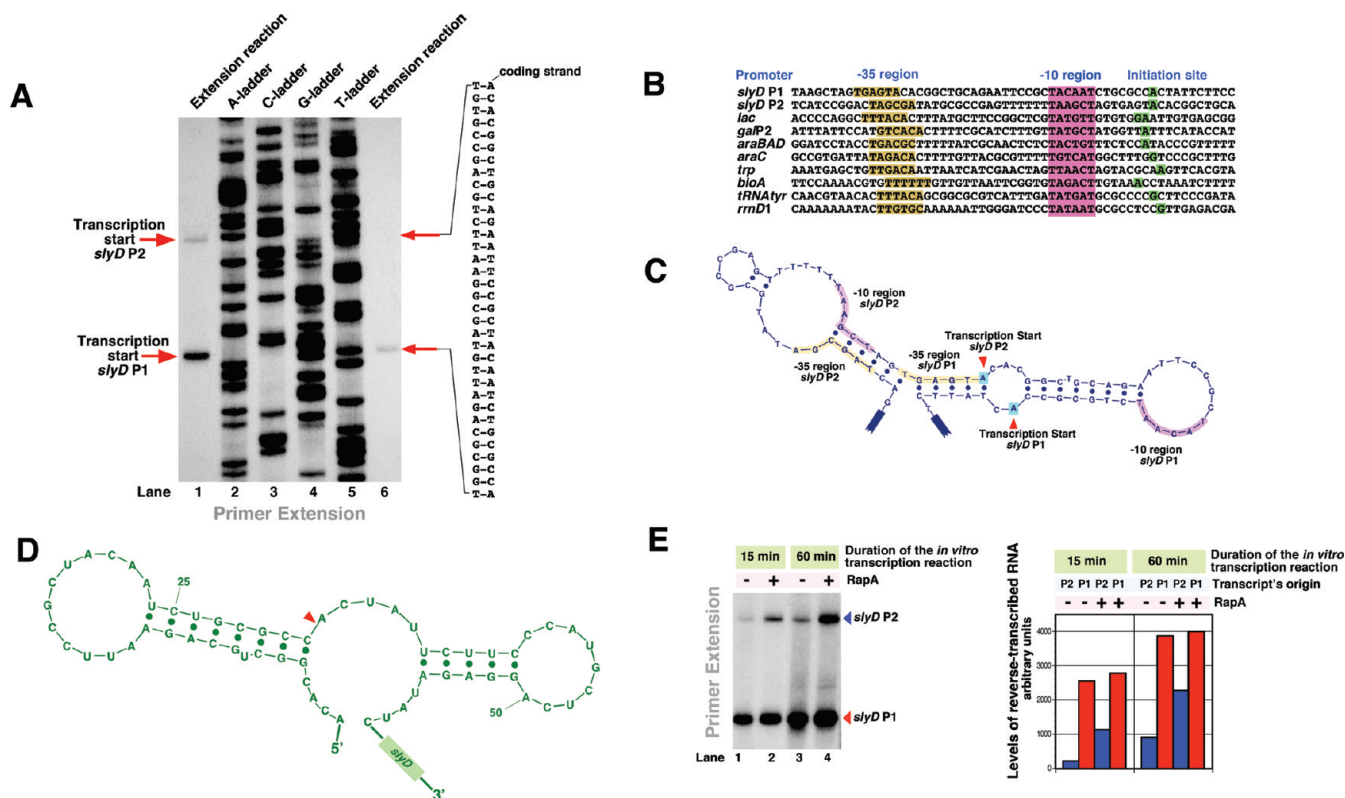 A
Extension reaction
A-ladder
C-ladder
G-ladder
T-ladder
Extension reaction
coding strand
Transcription
start
slyD P2
Transcription
start
slyD P1
Lane 1 2 3 4 5 6
Primer Extension
B
Promoter -35 region -10 region Initiation site
slyD P1 TAAGCTAGTGAGTACACGGCTGCAGAATTCCGCTACAATCTGCGCCACTATTCTTCC
slyD P2 TCATCCGGACTAGCGATATGCGCCGAGTTTTTTTAAGCTAGTGAGTACACGGCTGCA
lac ACCCCAGGCTTTACACTTTATGCTTCCGGCTCGTATGTTGTGTGGAATTGTGAGCGG
galP2 ATTTATTCCATGTCACACTTTTCGCATCTTTGTTATGCTATGGTTATTTCATACCAT
araBAD GGATCCTACCTGACGCTTTTTATCGCAACTCTCTACTGTTTCTCCATACCCGTTTTT
araC GCCGTGATTATAGACACTTTTGTTACGCGTTTTTGTCATGGCTTTGGTCCCGCTTTG
trp AAATGAGCTGTTGACAATTAATCATCGAACTAGTTAACTAGTACGCAAGTTCACGTA
bioA TTCCAAAACGTGTTTTTTGTTGTTAATTCGGTGTAGACTTGTAAACCTAAATCTTTT
tRNAtyr CAACGTAACACTTTACAGCGGCGCGTCATTTGATATGATGCGCCCCGCTTCCCGATA
rrnD1 CAAAAAAATACTTGTGCAAAAAATTGGGATCCCTATAATGCGCCTCCGTTGAGACGA
C
-10 region
slyD P2
-35 region
slyD P2
-35 region
slyD P1
Transcription Start
slyD P2
Transcription Start
slyD P1
-10 region
slyD P1
D
25
50
5'
slyD
3'
E
15 min 60 min Duration of the in vitro
transcription reaction
- + - + RapA
Primer Extension
slyD P2
slyD P1
Lane 1 2 3 4
15 min 60 min Duration of the in vitro
transcription reaction
P2 P1 P2 P1 P2 P1 P2 P1 Transcript's origin
- - + + - - + + RapA
Levels of reverse-transcribed RNA
arbitrary units
4000
3000
2000
1000
0